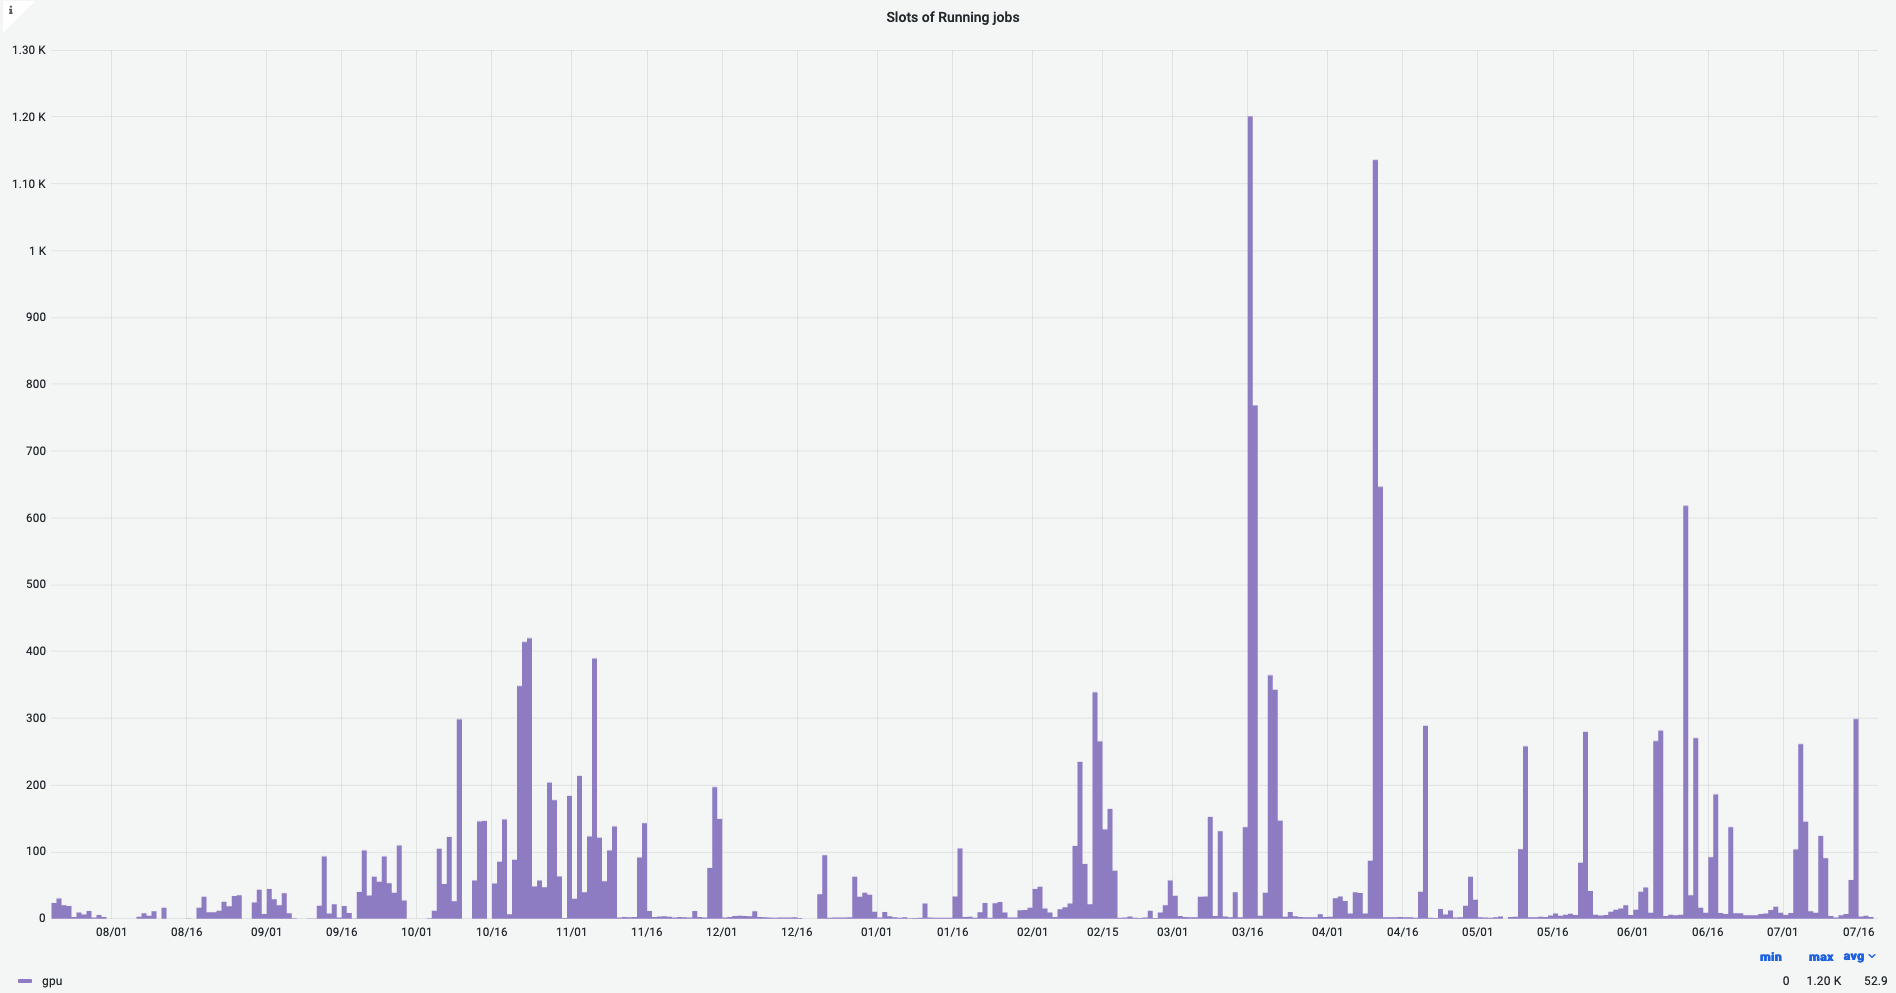 i
Slots of Running jobs
1.30 K
1.20 K
1.10 K
1 K
900
800
700
600
500
400
300
200
100
0
08/01 08/16 09/01 09/16 10/01 10/16 11/01 11/16 12/01 12/16 01/01 01/16 02/01 02/15 03/01 03/16 04/01 04/16 05/01 05/16 06/01 06/16 07/01 07/16
min max avg
gpu 0 1.20 K 52.9